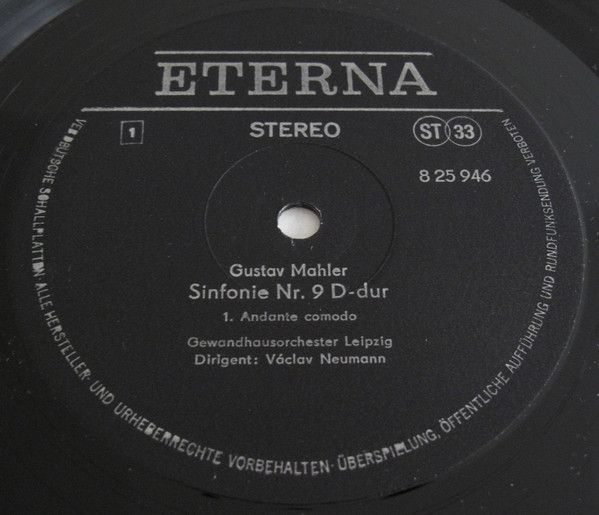 ETERNA
1
STEREO
ST 33
8 25 946
Gustav Mahler
Sinfonie Nr. 9 D-dur
1. Andante comodo
Gewandhausorchester Leipzig
Dirigent: Václav Neumann
VEB DEUTSCHE SCHALLPLATTEN · ALLE HERSTELLER- UND URHEBERRECHTE VORBEHALTEN · ÜBERSPIELUNG, ÖFFENTLICHE AUFFÜHRUNG UND RUNDFUNKSENDUNG VERBOTEN